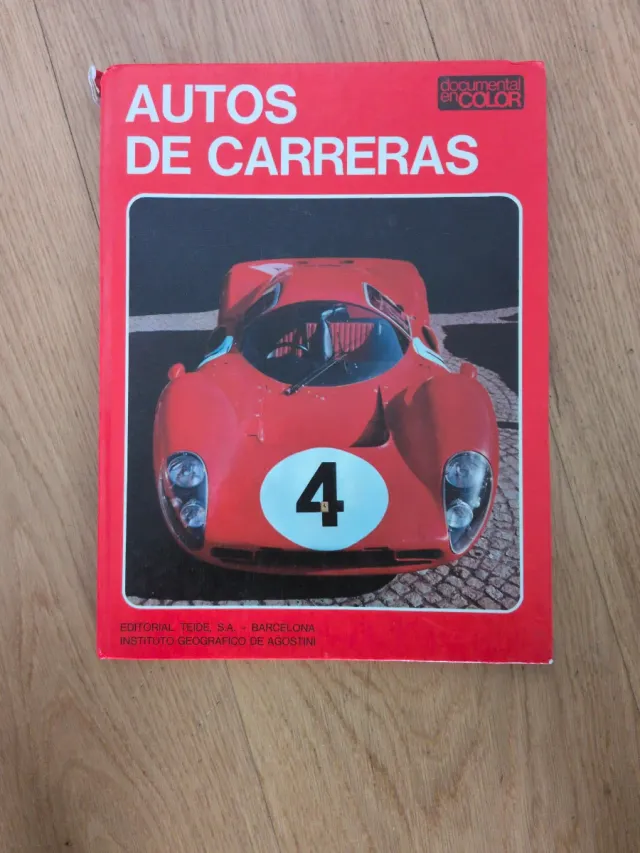 AUTOS
DE CARRERAS
documental
en COLOR
4
EDITORIAL TEIDE, S.A. - BARCELONA
INSTITUTO GEOGRAFICO DE AGOSTINI